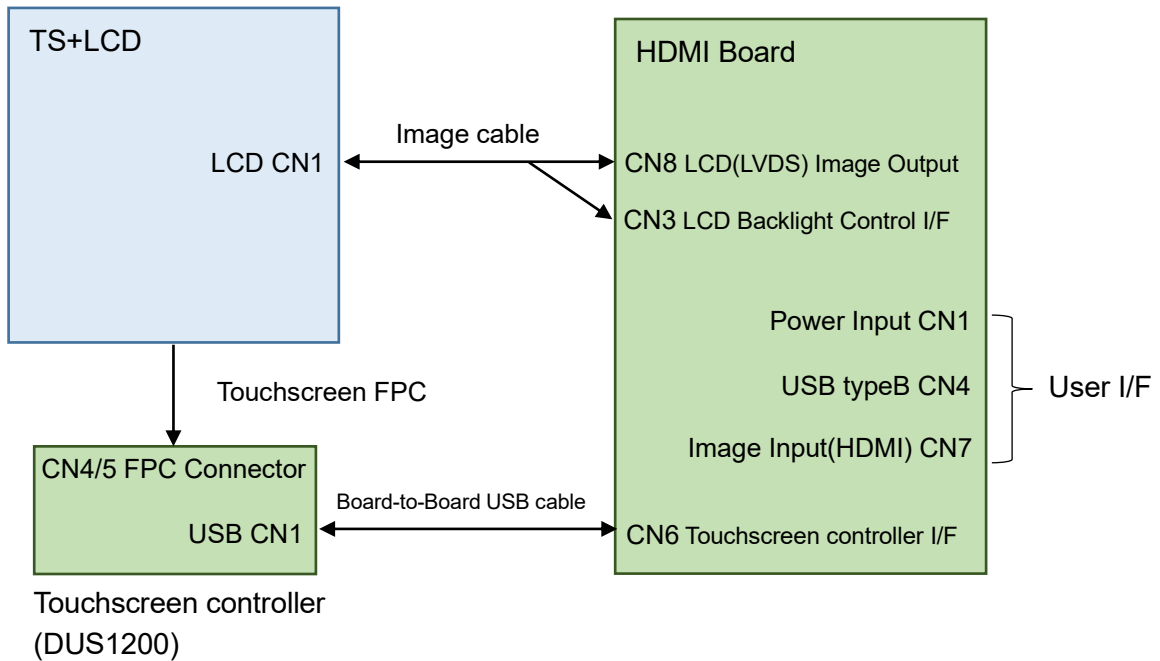 TS+LCD
LCD CN1
Image cable
HDMI Board
CN8 LCD(LVDS) Image Output
CN3 LCD Backlight Control I/F
Power Input CN1
USB typeB CN4
Image Input(HDMI) CN7
User I/F
Touchscreen FPC
CN4/5 FPC Connector
USB CN1
Board-to-Board USB cable
CN6 Touchscreen controller I/F
Touchscreen controller
(DUS1200)